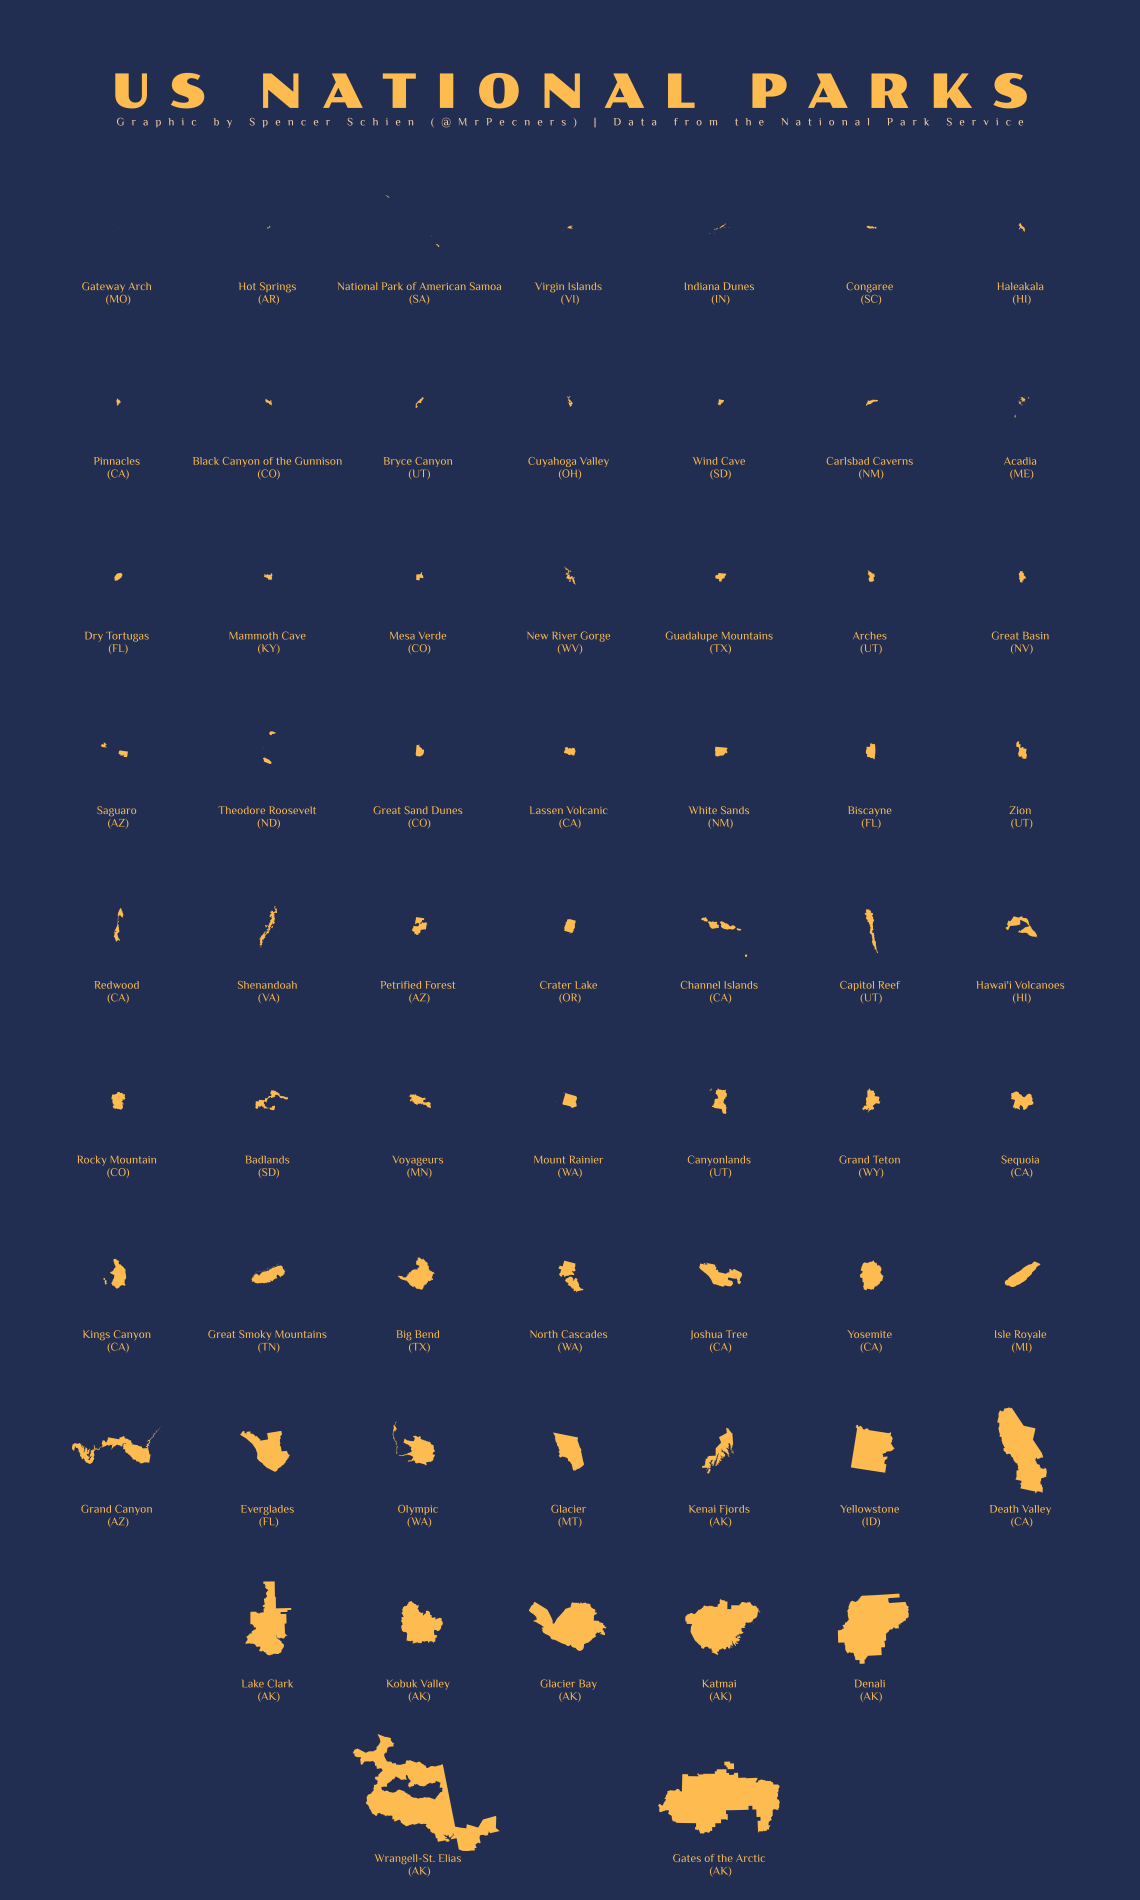 US NATIONAL PARKS
Graphic by Spencer Schien (@MrPecners) | Data from the National Park Service
Gateway Arch
(MO)
Hot Springs
(AR)
National Park of American Samoa
(SA)
Virgin Islands
(VI)
Indiana Dunes
(IN)
Congaree
(SC)
Haleakala
(HI)
Pinnacles
(CA)
Black Canyon of the Gunnison
(CO)
Bryce Canyon
(UT)
Cuyahoga Valley
(OH)
Wind Cave
(SD)
Carlsbad Caverns
(NM)
Acadia
(ME)
Dry Tortugas
(FL)
Mammoth Cave
(KY)
Mesa Verde
(CO)
New River Gorge
(WV)
Guadalupe Mountains
(TX)
Arches
(UT)
Great Basin
(NV)
Saguaro
(AZ)
Theodore Roosevelt
(ND)
Great Sand Dunes
(CO)
Lassen Volcanic
(CA)
White Sands
(NM)
Biscayne
(FL)
Zion
(UT)
Redwood
(CA)
Shenandoah
(VA)
Petrified Forest
(AZ)
Crater Lake
(OR)
Channel Islands
(CA)
Capitol Reef
(UT)
Hawai'i Volcanoes
(HI)
Rocky Mountain
(CO)
Badlands
(SD)
Voyageurs
(MN)
Mount Rainier
(WA)
Canyonlands
(UT)
Grand Teton
(WY)
Sequoia
(CA)
Kings Canyon
(CA)
Great Smoky Mountains
(TN)
Big Bend
(TX)
North Cascades
(WA)
Joshua Tree
(CA)
Yosemite
(CA)
Isle Royale
(MI)
Grand Canyon
(AZ)
Everglades
(FL)
Olympic
(WA)
Glacier
(MT)
Kenai Fjords
(AK)
Yellowstone
(ID)
Death Valley
(CA)
Lake Clark
(AK)
Kobuk Valley
(AK)
Glacier Bay
(AK)
Katmai
(AK)
Denali
(AK)
Wrangell-St. Elias
(AK)
Gates of the Arctic
(AK)